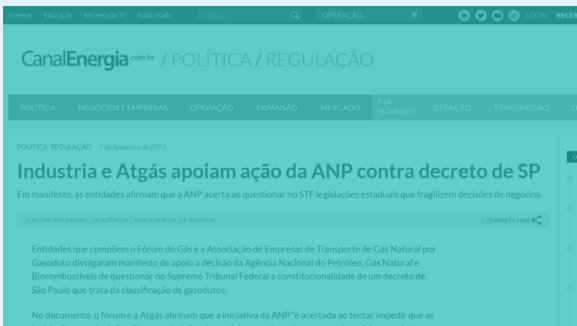 Eventos Educação Informação TI Publicidade BUSCA OPERAÇÃO LOGIN RECEB
CanalEnergia.com.br / POLÍTICA / REGULAÇÃO
POLÍTICA NEGÓCIOS E EMPRESAS OPERAÇÃO EXPANSÃO MERCADO POR SEGMENTO GERAÇÃO TRANSMISSÃO D
POLÍTICA REGULAÇÃO - 7 de fevereiro de 2022
Industria e Atgás apoiam ação da ANP contra decreto de SP
Em manifesto, as entidades afirmam que a ANP acerta ao questionar no STF legislações estaduais que fragilizem decisões de negócios
SUELI MONTENEGRO, DA AGÊNCIA CANALENERGIA, DE BRASÍLIA COMPARTILHAR
Entidades que compõem o Fórum do Gás e a Associação de Empresas de Transporte de Gás Natural por
Gasoduto divulgaram manifesto de apoio à decisão da Agência Nacional do Petróleo, Gás Natural e
Biocombustíveis de questionar no Supremo Tribunal Federal a constitucionalidade de um decreto de
São Paulo que trata da classificação de gasodutos.
No documento, o fórum e a Atgás afirmam que a iniciativa da ANP "é acertada ao tentar impedir que as